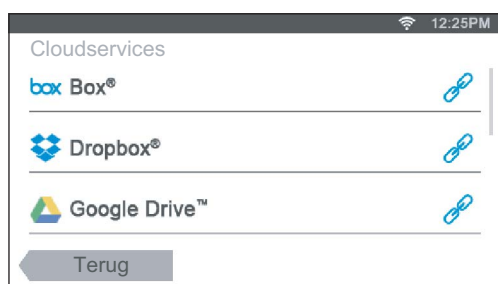 12:25PM
Cloudservices
box Box®
Dropbox®
Google Drive™
Terug